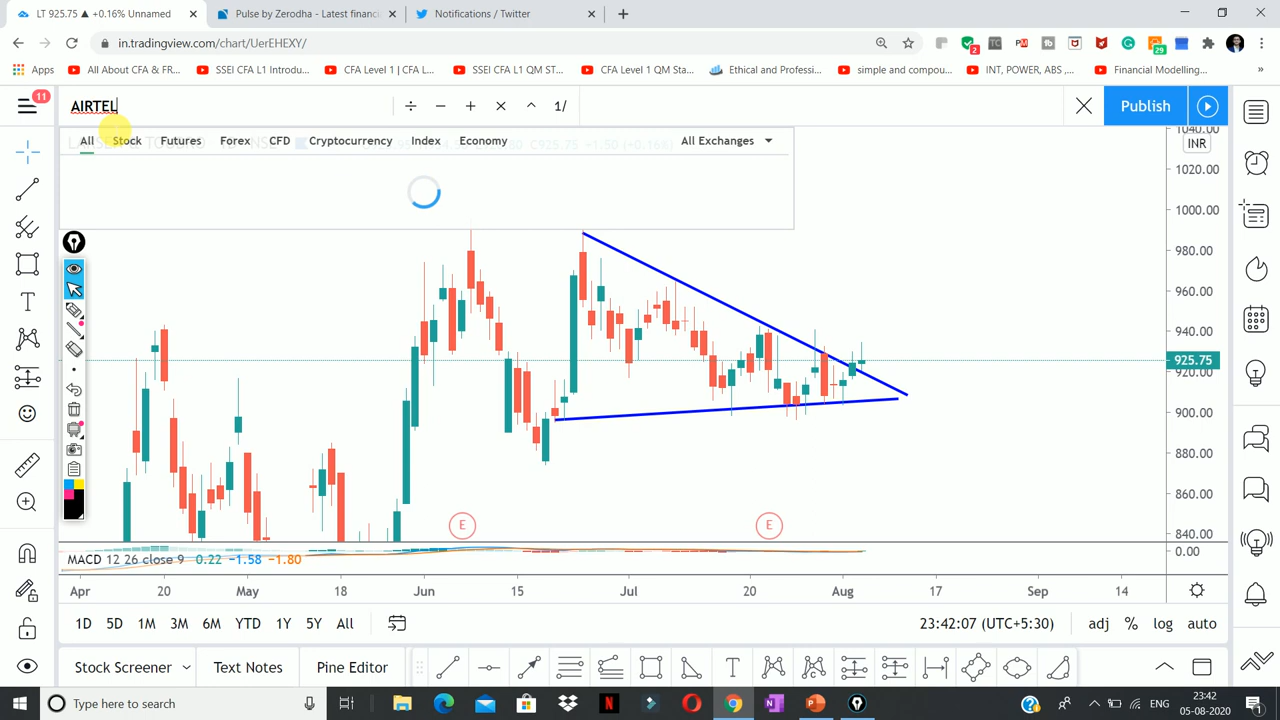 LT 925.75 ▲ +0.16% Unnamed
Pulse by Zerodha - Latest financi
Notifications / Twitter
in.tradingview.com/chart/UerEHEXY/
2
29
Apps
All About CFA & FR...
SSEI CFA L1 Introdu...
CFA Level 1 I CFA L...
SSEI CFA L1 QM ST...
CFA Level 1 QM Sta...
Ethical and Professi...
simple and compou...
INT, POWER, ABS ,...
Financial Modelling...
»
11
AIRTEL
÷ − + × ^ 1/
Publish
All
Stock
Futures
Forex
CFD
Cryptocurrency
Index
Economy
All Exchanges
1040.00
INR
1020.00
1000.00
980.00
960.00
940.00
925.75
920.00
900.00
880.00
860.00
840.00
E
E
MACD 12 26 close 9 0.22 −1.58 −1.80
0.00
Apr
20
May
18
Jun
15
Jul
20
Aug
17
Sep
14
1D
5D
1M
3M
6M
YTD
1Y
5Y
All
23:42:07 (UTC+5:30)
adj
%
log
auto
Stock Screener
Text Notes
Pine Editor
Type here to search
ENG
23:42
05-08-2020
1